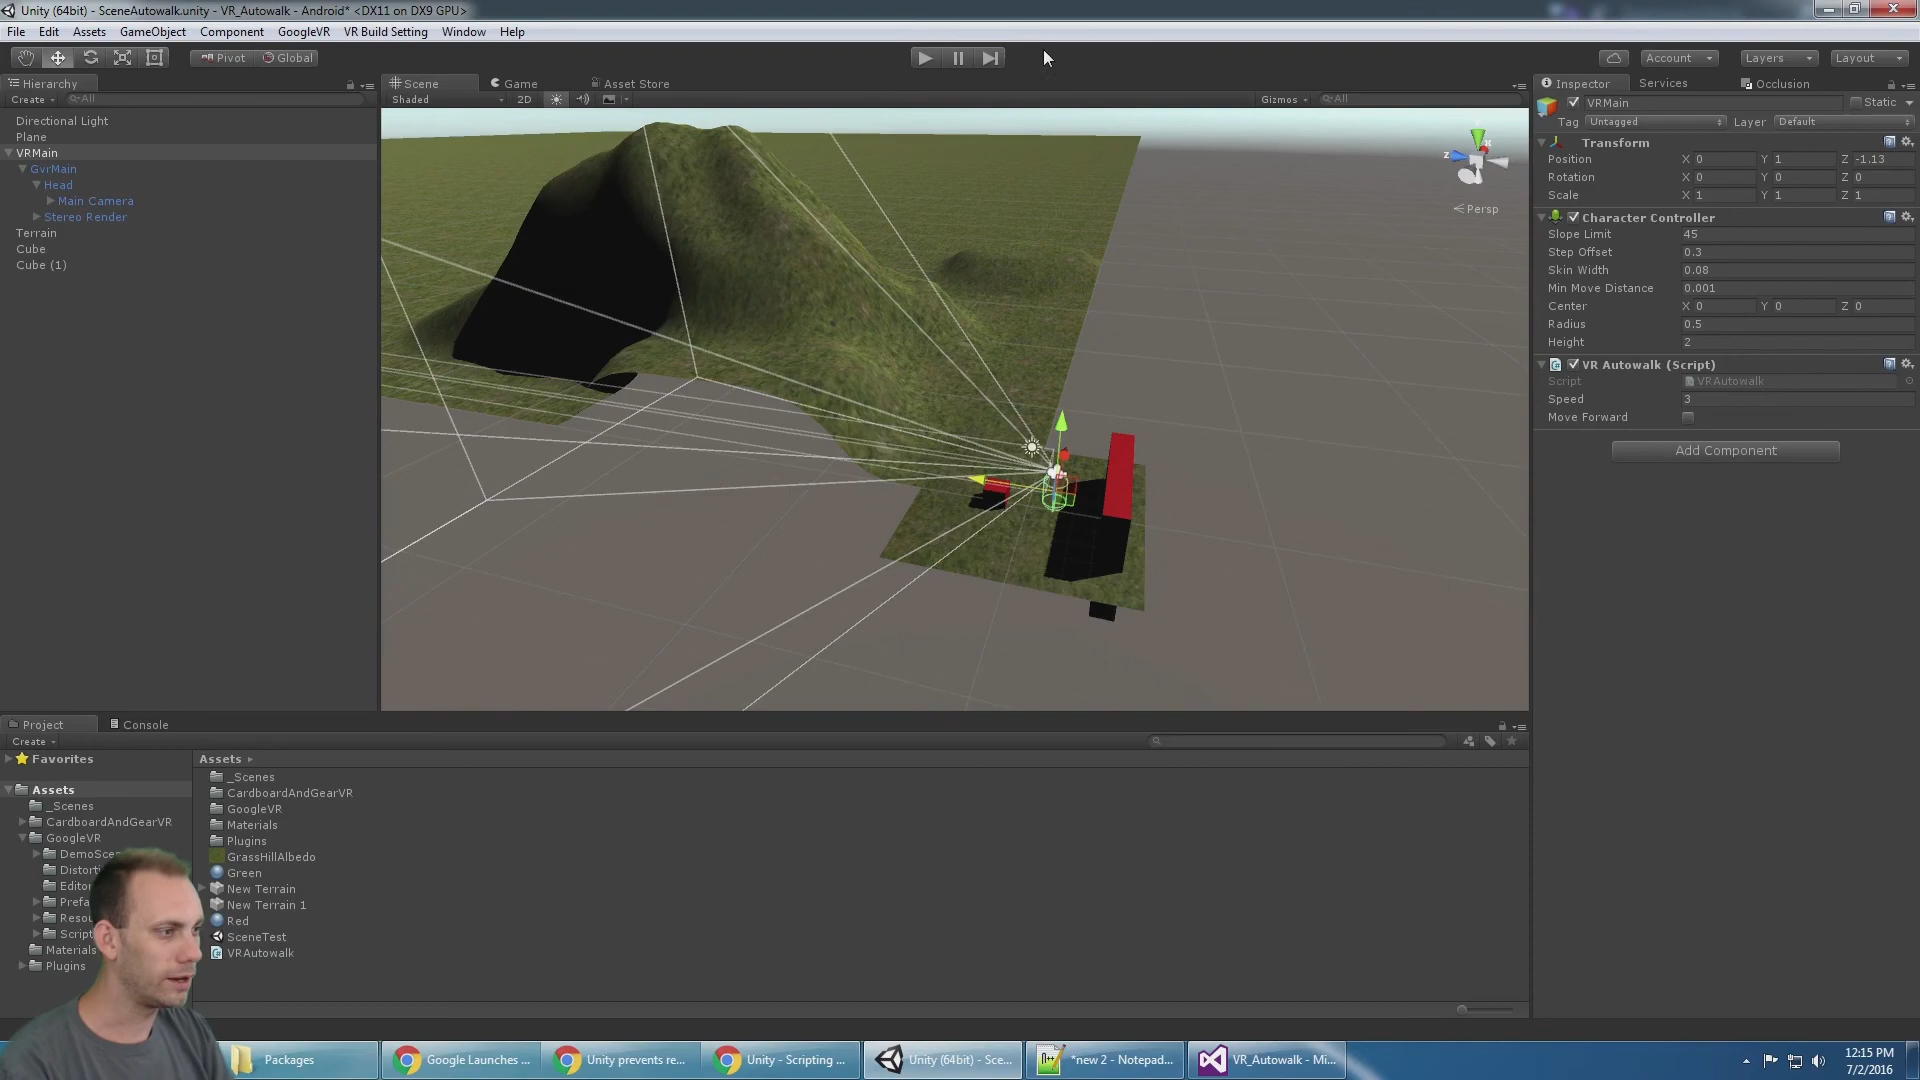 Unity (64bit) - SceneAutowalk.unity - VR_Autowalk - Android* <DX11 on DX9 GPU>
File Edit Assets GameObject Component GoogleVR VR Build Setting Window Help
Pivot Global Account Layers Layout
Hierarchy
Create All
Directional Light
Plane
VRMain
GvrMain
Head
Main Camera
Stereo Render
Terrain
Cube
Cube (1)
Scene Game Asset Store
Shaded 2D Gizmos All
z x
Persp
Inspector Services Occlusion
VRMain Static
Tag Untagged Layer Default
Transform
Position X 0 Y 1 Z -1.13
Rotation X 0 Y 0 Z 0
Scale X 1 Y 1 Z 1
Character Controller
Slope Limit 45
Step Offset 0.3
Skin Width 0.08
Min Move Distance 0.001
Center X 0 Y 0 Z 0
Radius 0.5
Height 2
VR Autowalk (Script)
Script VRAutowalk
Speed 3
Move Forward
Add Component
Project Console
Create
Favorites
Assets
_Scenes
CardboardAndGearVR
GoogleVR
DemoSce
Distorti
Editor
Prefa
Resou
Script
Materials
Plugins
Assets
_Scenes
CardboardAndGearVR
GoogleVR
Materials
Plugins
GrassHillAlbedo
Green
New Terrain
New Terrain 1
Red
SceneTest
VRAutowalk
Packages
Google Launches ...
Unity prevents re...
Unity - Scripting ...
Unity (64bit) - Sce...
*new 2 - Notepad...
VR_Autowalk - Mi...
12:15 PM
7/2/2016